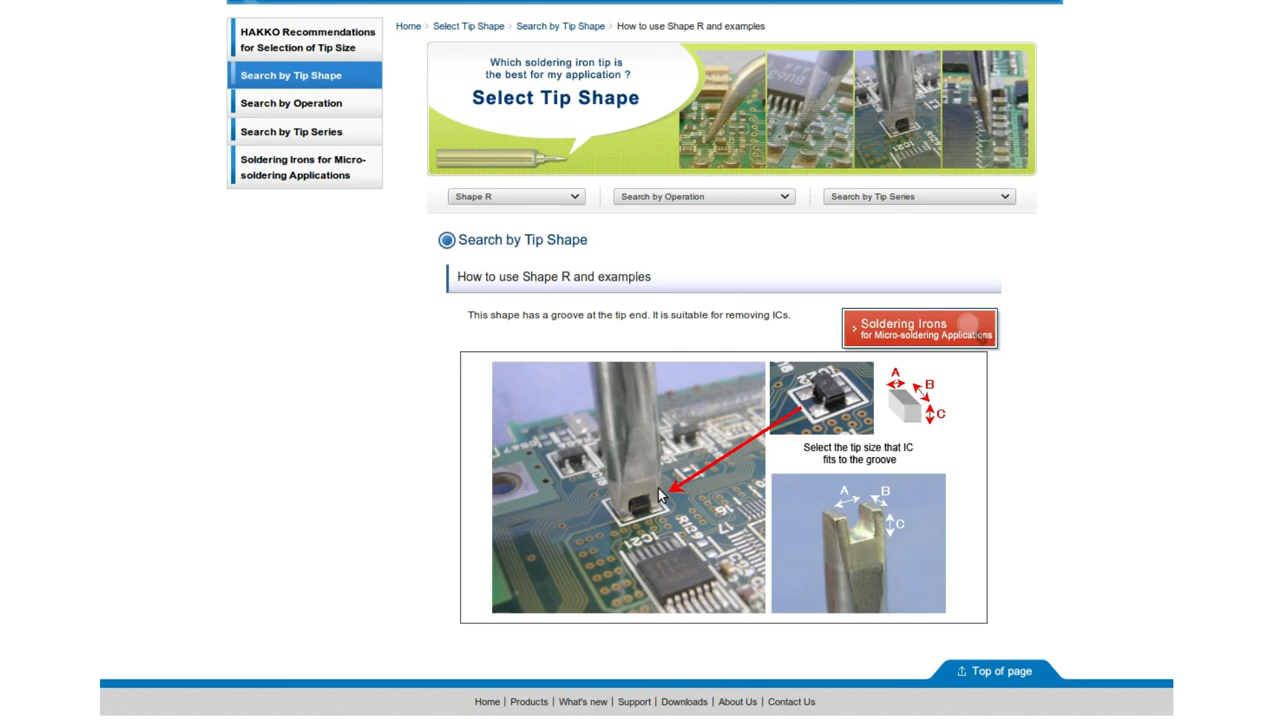 HAKKO Recommendations
for Selection of Tip Size
Search by Tip Shape
Search by Operation
Search by Tip Series
Soldering Irons for Micro-
soldering Applications
Home > Select Tip Shape > Search by Tip Shape > How to use Shape R and examples
Which soldering iron tip is
the best for my application ?
Select Tip Shape
Shape R
Search by Operation
Search by Tip Series
Search by Tip Shape
How to use Shape R and examples
This shape has a groove at the tip end. It is suitable for removing ICs.
Soldering Irons
for Micro-soldering Applications
A
B
C
Select the tip size that IC
fits to the groove
A
B
C
IC21
R139
16
17
Top of page
Home | Products | What's new | Support | Downloads | About Us | Contact Us